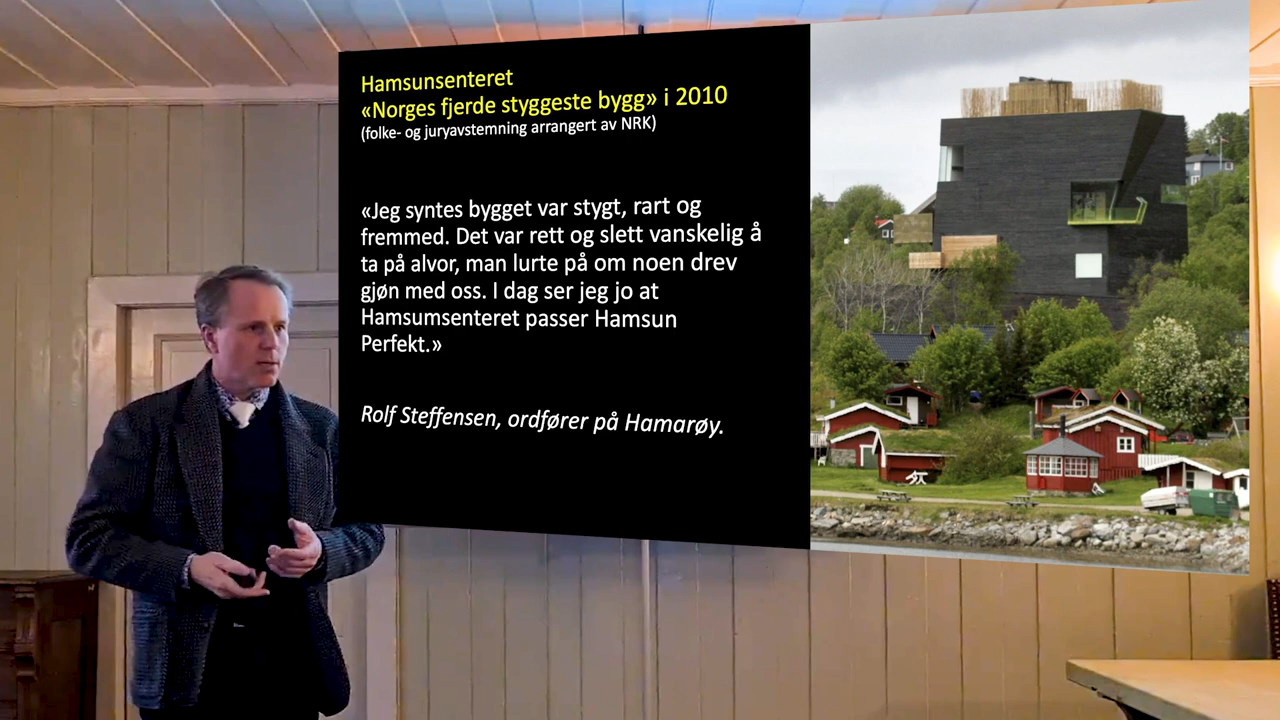 Hamsunsenteret
«Norges fjerde styggeste bygg» i 2010
(folke- og juryavstemning arrangert av NRK)
«Jeg syntes bygget var stygt, rart og
fremmed. Det var rett og slett vanskelig å
ta på alvor, man lurte på om noen drev
gjøn med oss. I dag ser jeg jo at
Hamsumsenteret passer Hamsun
Perfekt.»
Rolf Steffensen, ordfører på Hamarøy.